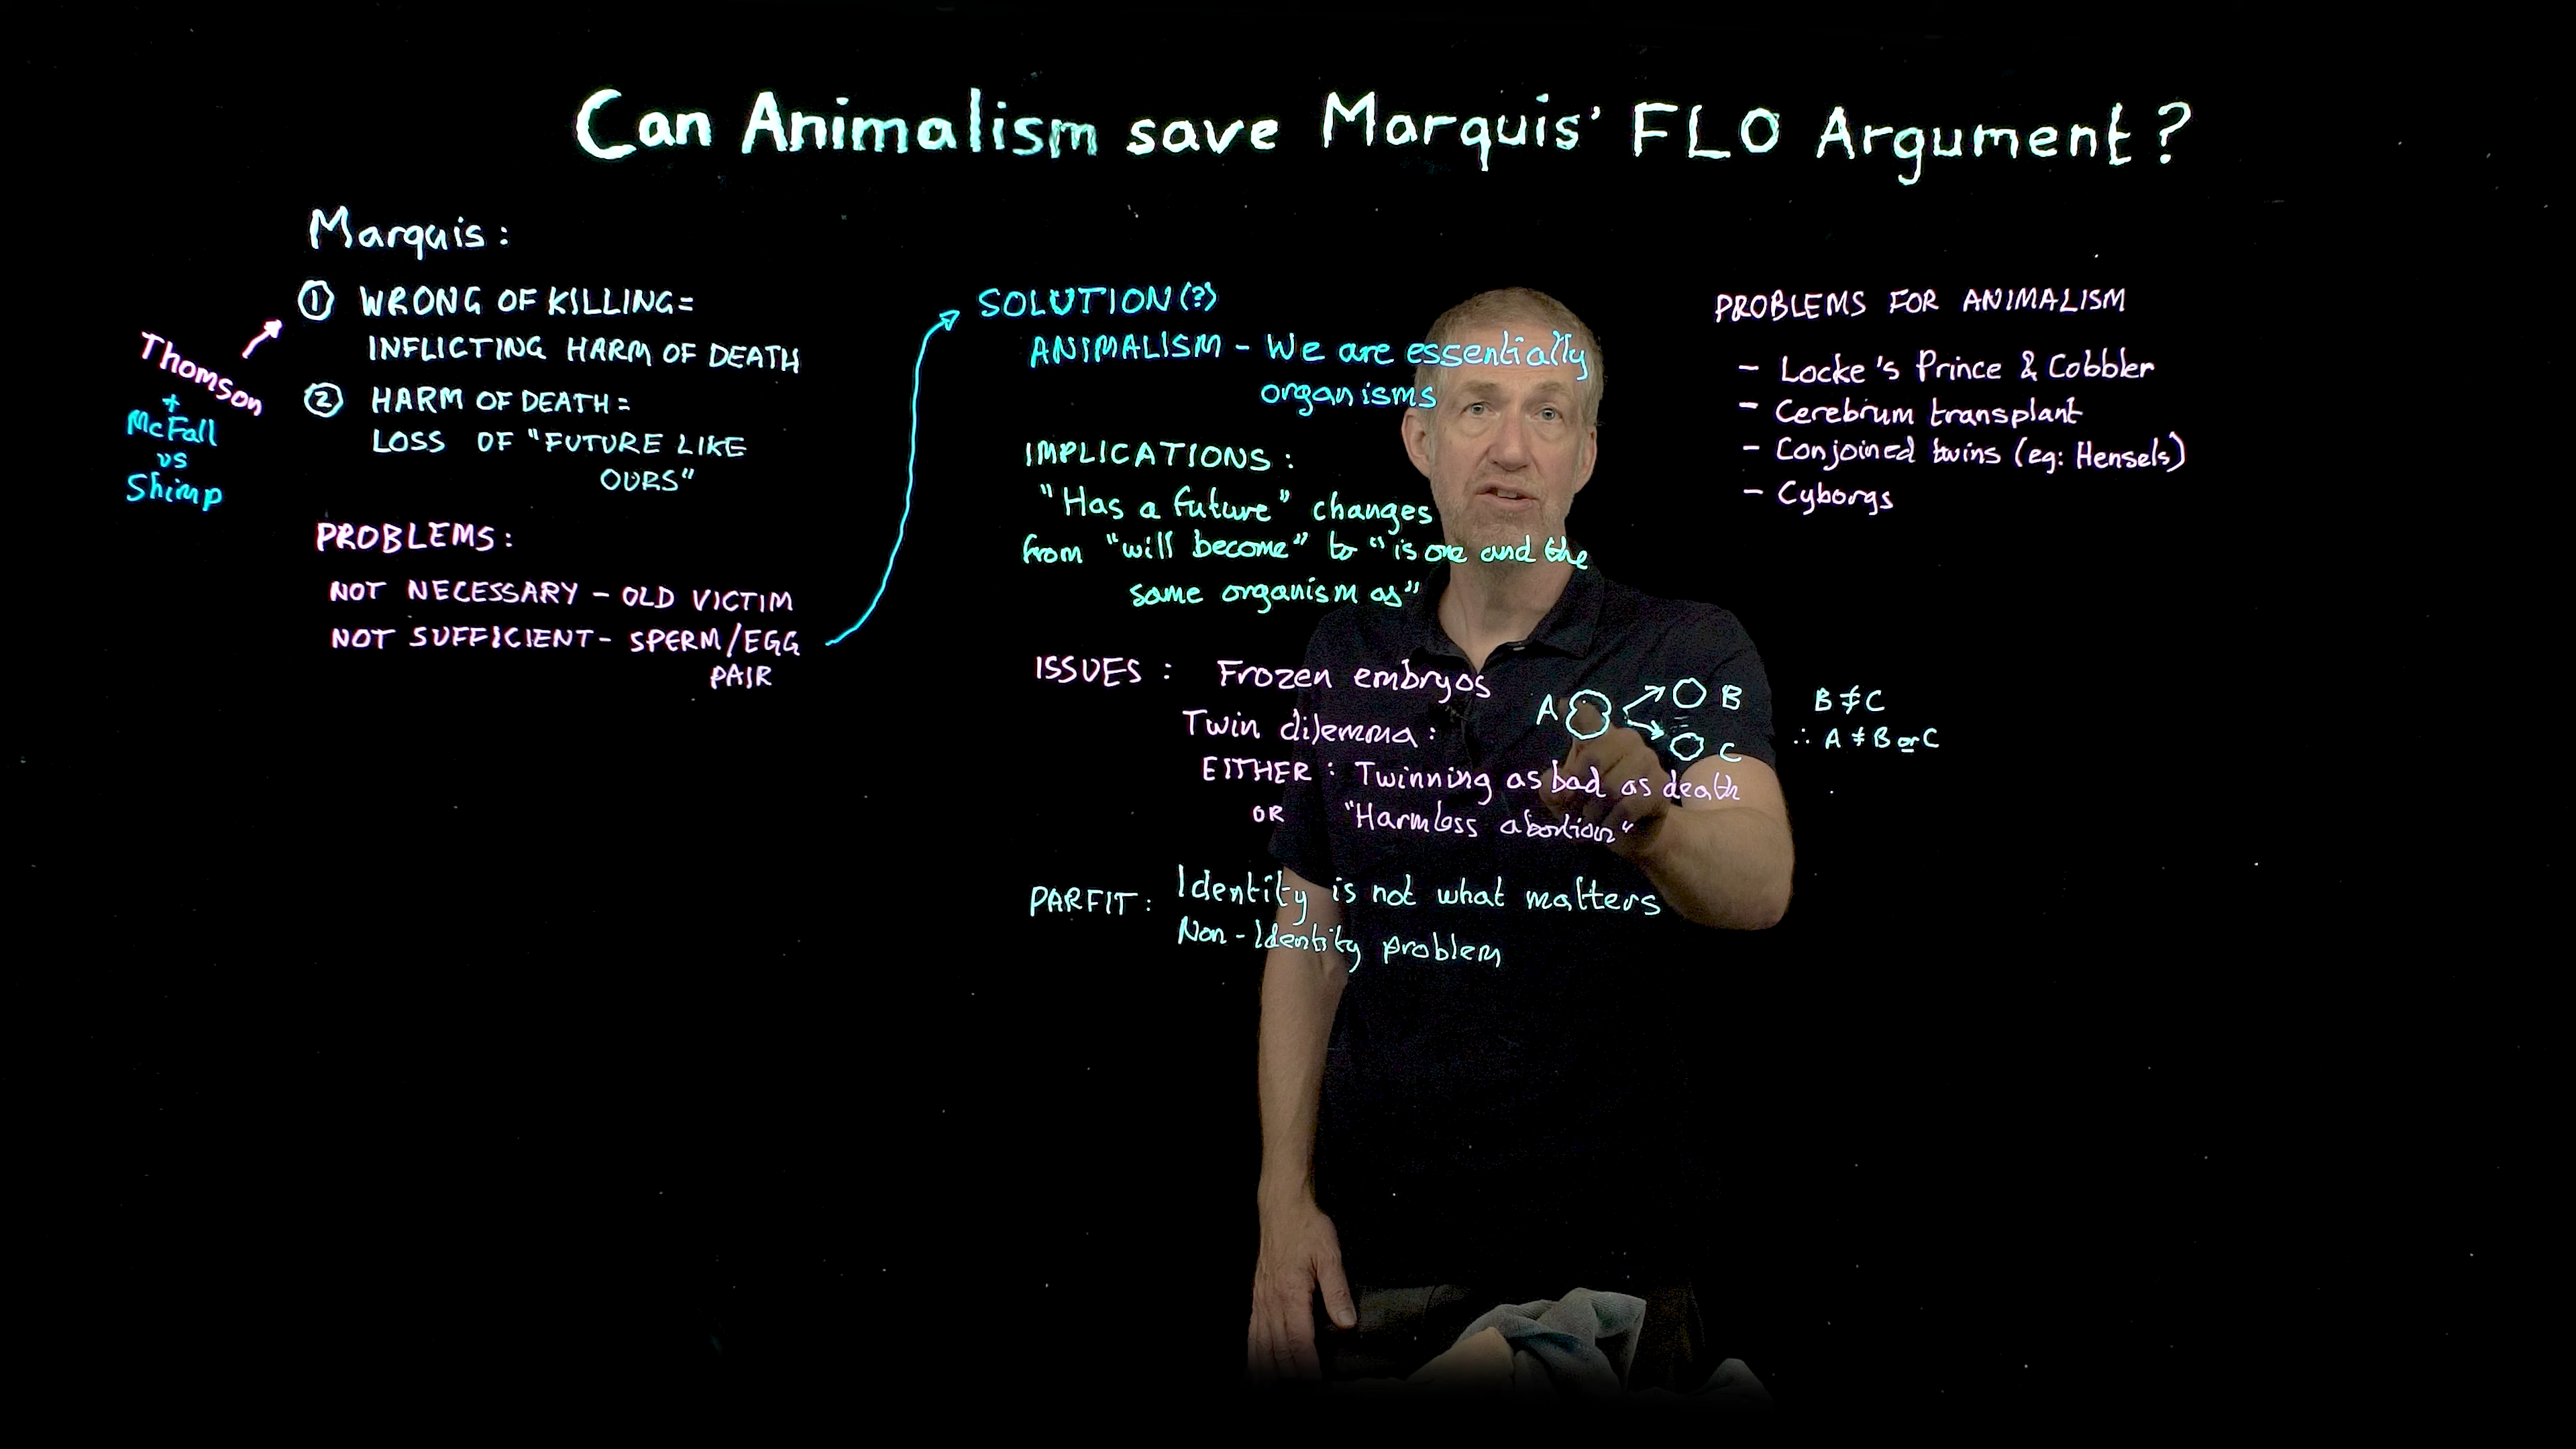 Can Animalism save Marquis' FLO Argument?
Marquis:
① WRONG OF KILLING =
INFLICTING HARM OF DEATH
② HARM OF DEATH =
LOSS OF "FUTURE LIKE
OURS"
Thomson
+
McFall
vs
Shimp
PROBLEMS:
NOT NECESSARY - OLD VICTIM
NOT SUFFICIENT - SPERM/EGG
PAIR
SOLUTION(?)
ANIMALISM - We are essentially
organisms
IMPLICATIONS:
"Has a future" changes
from "will become" to "is one and the
same organism as"
ISSUES: Frozen embryos
Twin dilemma:
EITHER: Twinning as bad as death
OR "Harmless abortion"
A B
C
B ≠ C
∴ A ≠ B or C
PARFIT: Identity is not what matters
Non-Identity problem
PROBLEMS FOR ANIMALISM
- Locke's Prince & Cobbler
- Cerebrum transplant
- Conjoined twins (eg: Hensels)
- Cyborgs